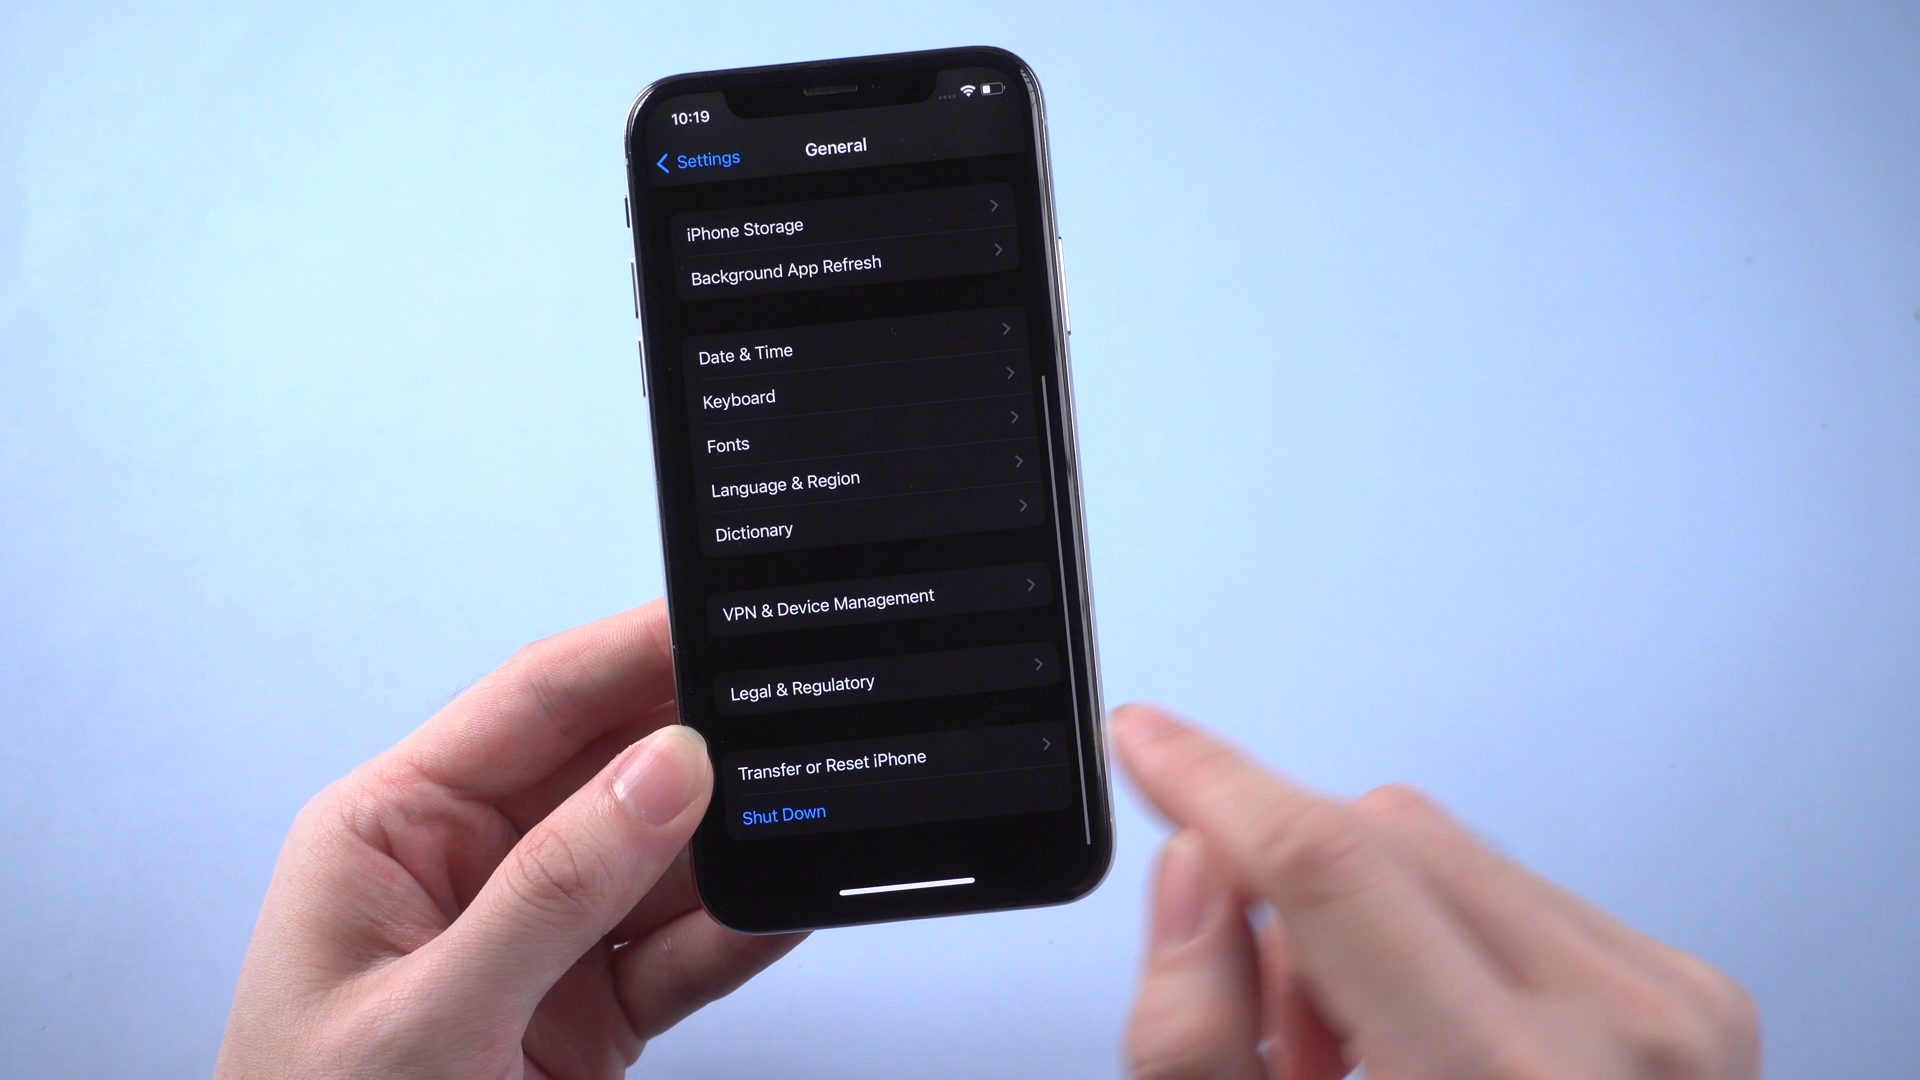 10:19
Settings
General
iPhone Storage
Background App Refresh
Date & Time
Keyboard
Fonts
Language & Region
Dictionary
VPN & Device Management
Legal & Regulatory
Transfer or Reset iPhone
Shut Down